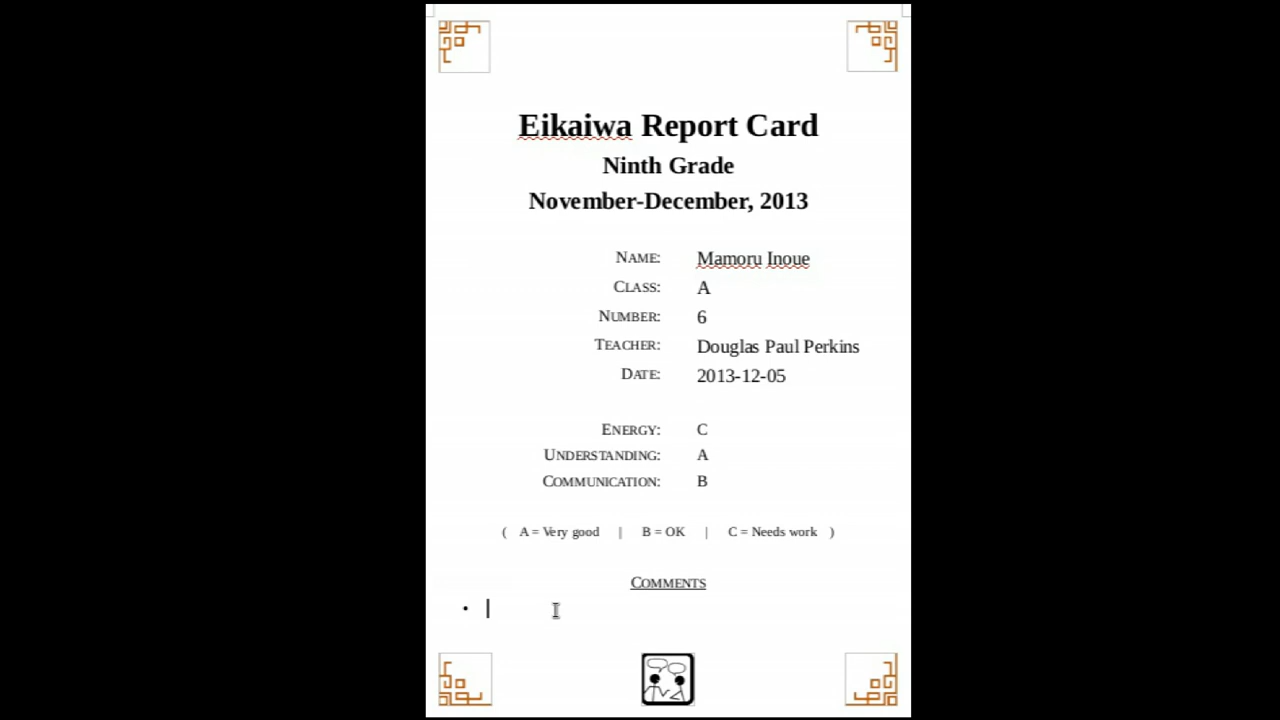 Eikaiwa Report Card
Ninth Grade
November-December, 2013
NAME: Mamoru Inoue
CLASS: A
NUMBER: 6
TEACHER: Douglas Paul Perkins
DATE: 2013-12-05
ENERGY: C
UNDERSTANDING: A
COMMUNICATION: B
( A = Very good | B = OK | C = Needs work )
COMMENTS
•